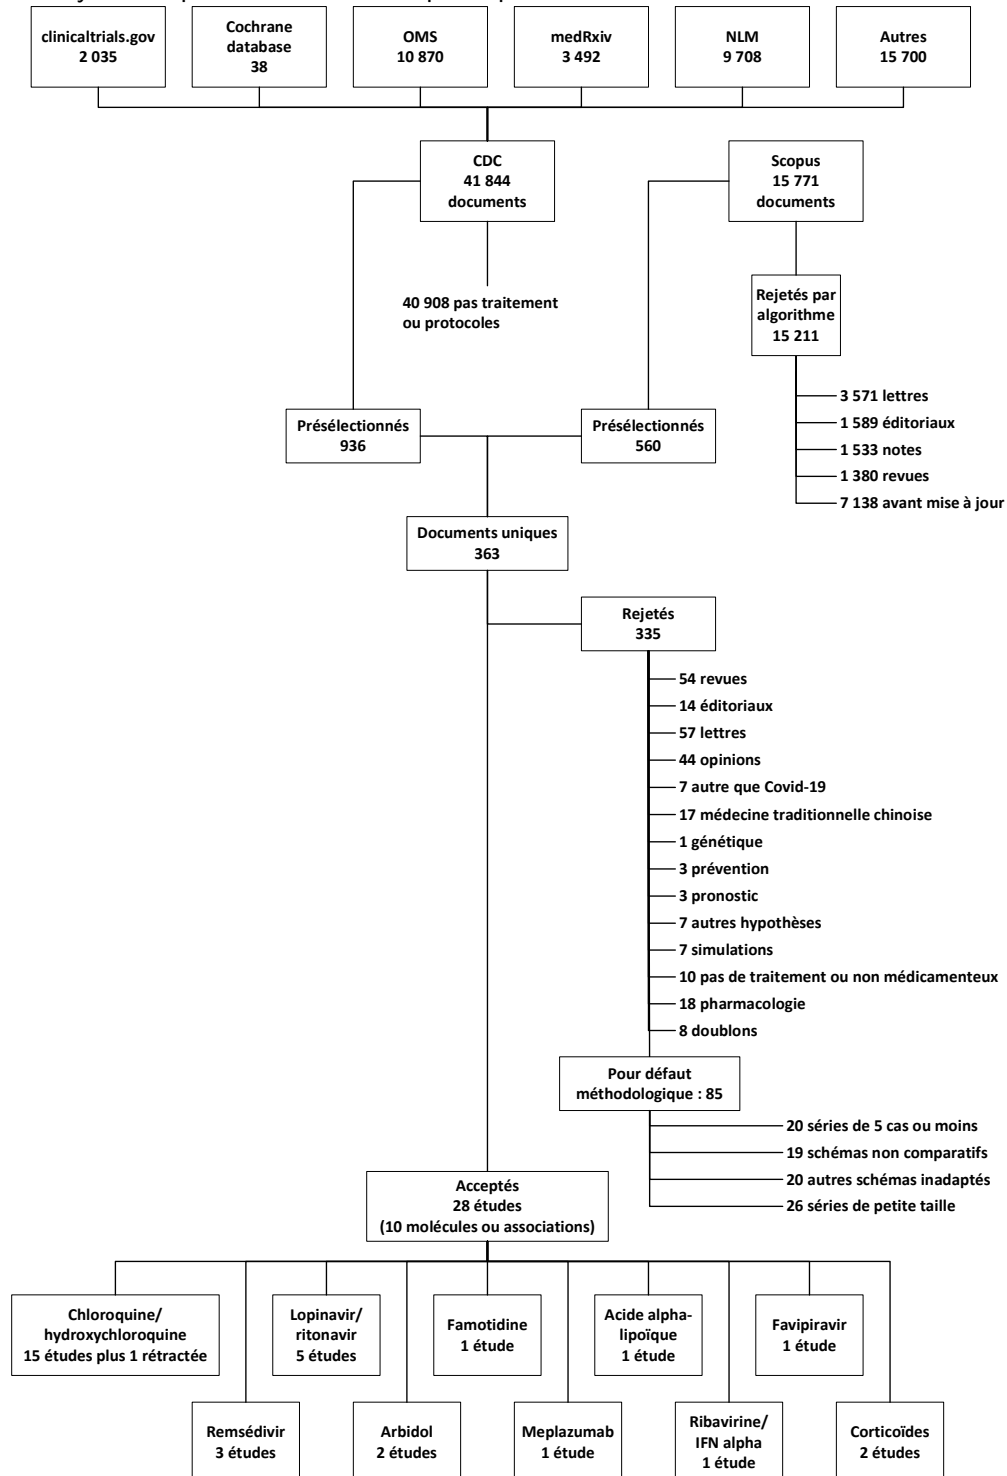 clinicaltrials.gov
2 035
Cochrane
database
38
OMS
10 870
medRxiv
3 492
NLM
9 708
Autres
15 700
CDC
41 844
documents
Scopus
15 771
documents
40 908 pas traitement
ou protocoles
Rejetés par
algorithme
15 211
3 571 lettres
1 589 éditoriaux
1 533 notes
1 380 revues
7 138 avant mise à jour
Présélectionnés
936
Présélectionnés
560
Documents uniques
363
Rejetés
335
54 revues
14 éditoriaux
57 lettres
44 opinions
7 autre que Covid-19
17 médecine traditionnelle chinoise
1 génétique
3 prévention
3 pronostic
7 autres hypothèses
7 simulations
10 pas de traitement ou non médicamenteux
18 pharmacologie
8 doublons
Pour défaut
méthodologique : 85
20 séries de 5 cas ou moins
19 schémas non comparatifs
20 autres schémas inadaptés
26 séries de petite taille
Acceptés
28 études
(10 molécules ou associations)
Chloroquine/
hydroxychloroquine
15 études plus 1 rétractée
Lopinavir/
ritonavir
5 études
Famotidine
1 étude
Acide alpha-
lipoïque
1 étude
Favipiravir
1 étude
Remsédivir
3 études
Arbidol
2 études
Meplazumab
1 étude
Ribavirine/
IFN alpha
1 étude
Corticoïdes
2 études